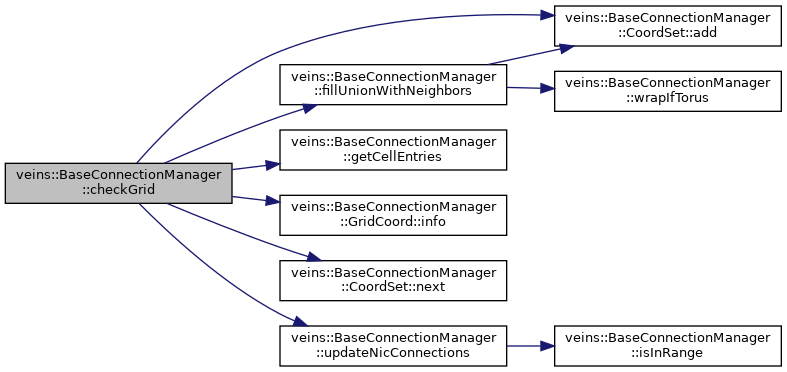 veins::BaseConnectionManager
::checkGrid
veins::BaseConnectionManager
::CoordSet::add
veins::BaseConnectionManager
::fillUnionWithNeighbors
veins::BaseConnectionManager
::wrapIfTorus
veins::BaseConnectionManager
::getCellEntries
veins::BaseConnectionManager
::GridCoord::info
veins::BaseConnectionManager
::CoordSet::next
veins::BaseConnectionManager
::updateNicConnections
veins::BaseConnectionManager
::isInRange